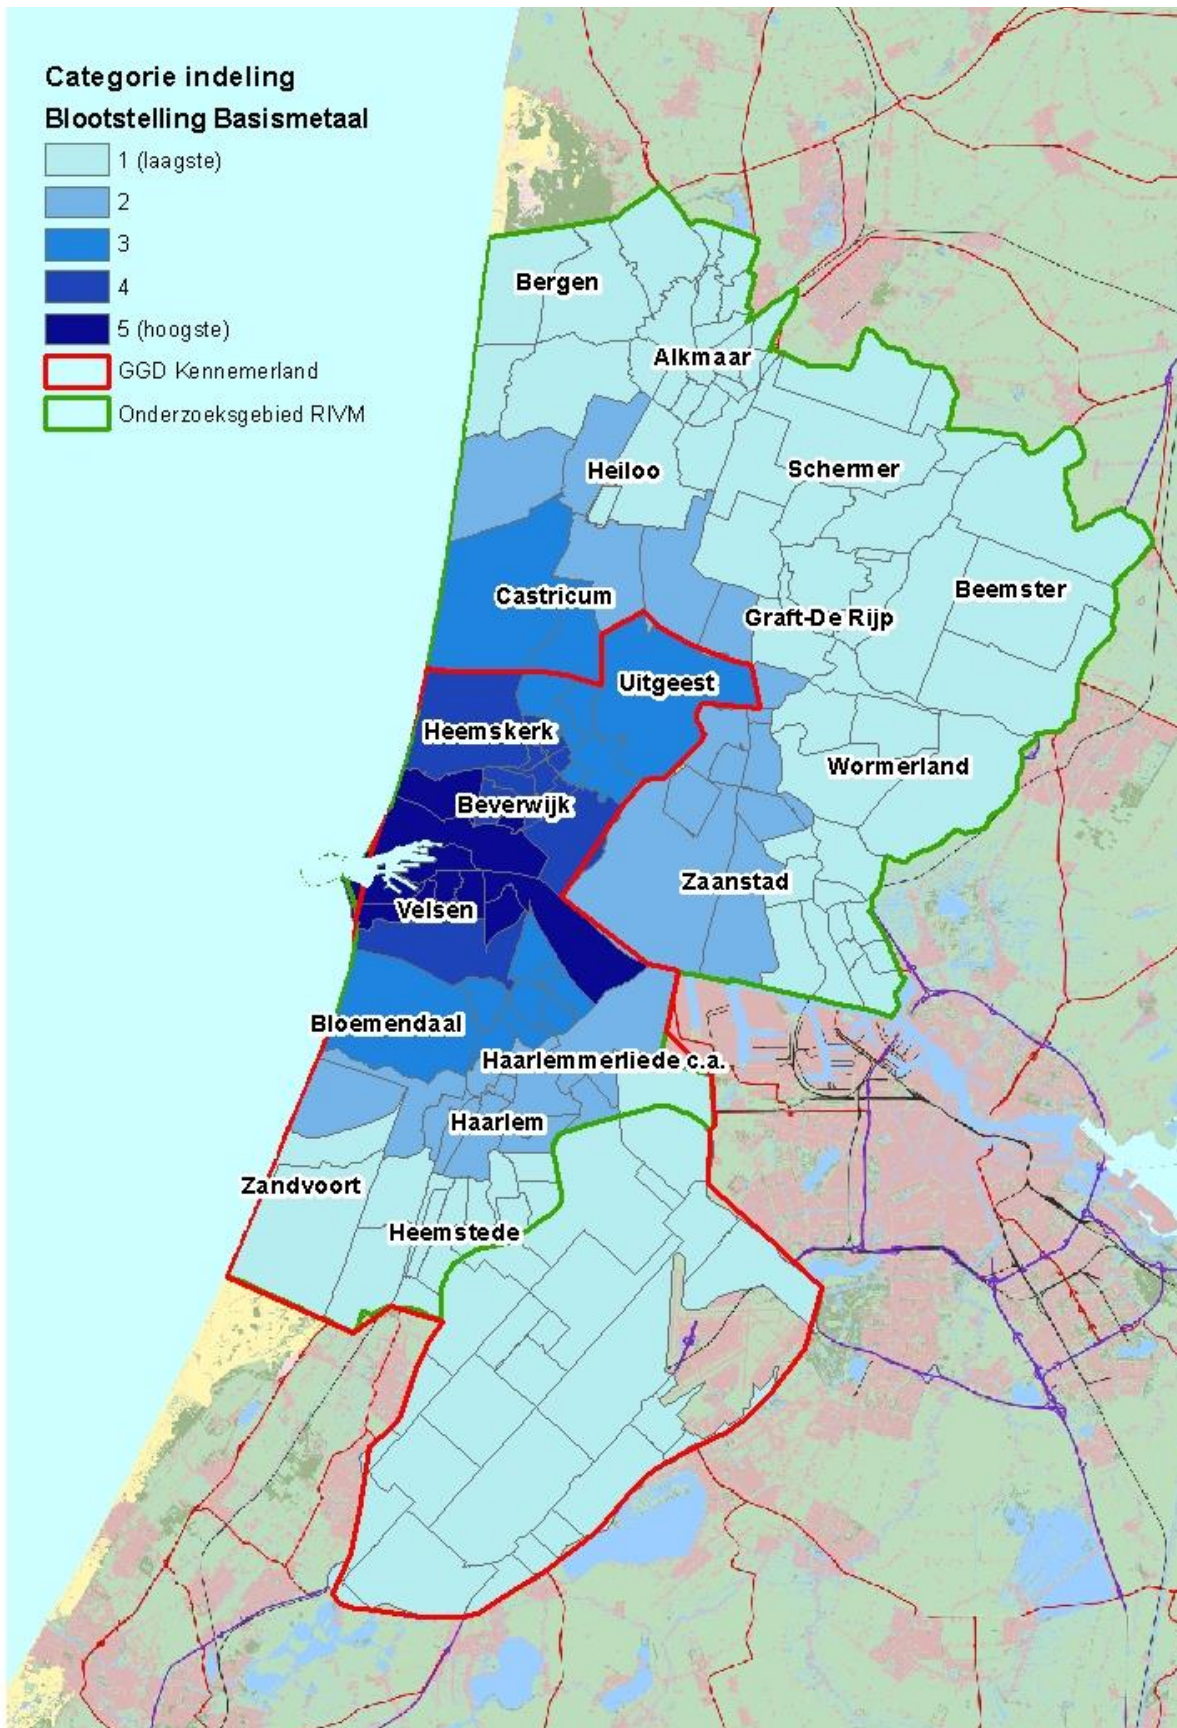 Categorie indeling
Blootstelling Basismetaal
1 (laagste)
2
3
4
5 (hoogste)
GGD Kennemerland
Onderzoeksgebied RIVM
Bergen
Alkmaar
Heiloo
Schermer
Castricum
Graft-De Rijp
Beemster
Uitgeest
Heemskerk
Wormerland
Beverwijk
Zaanstad
Velsen
Bloemendaal
Haarlemmerliede c.a.
Haarlem
Zandvoort
Heemstede